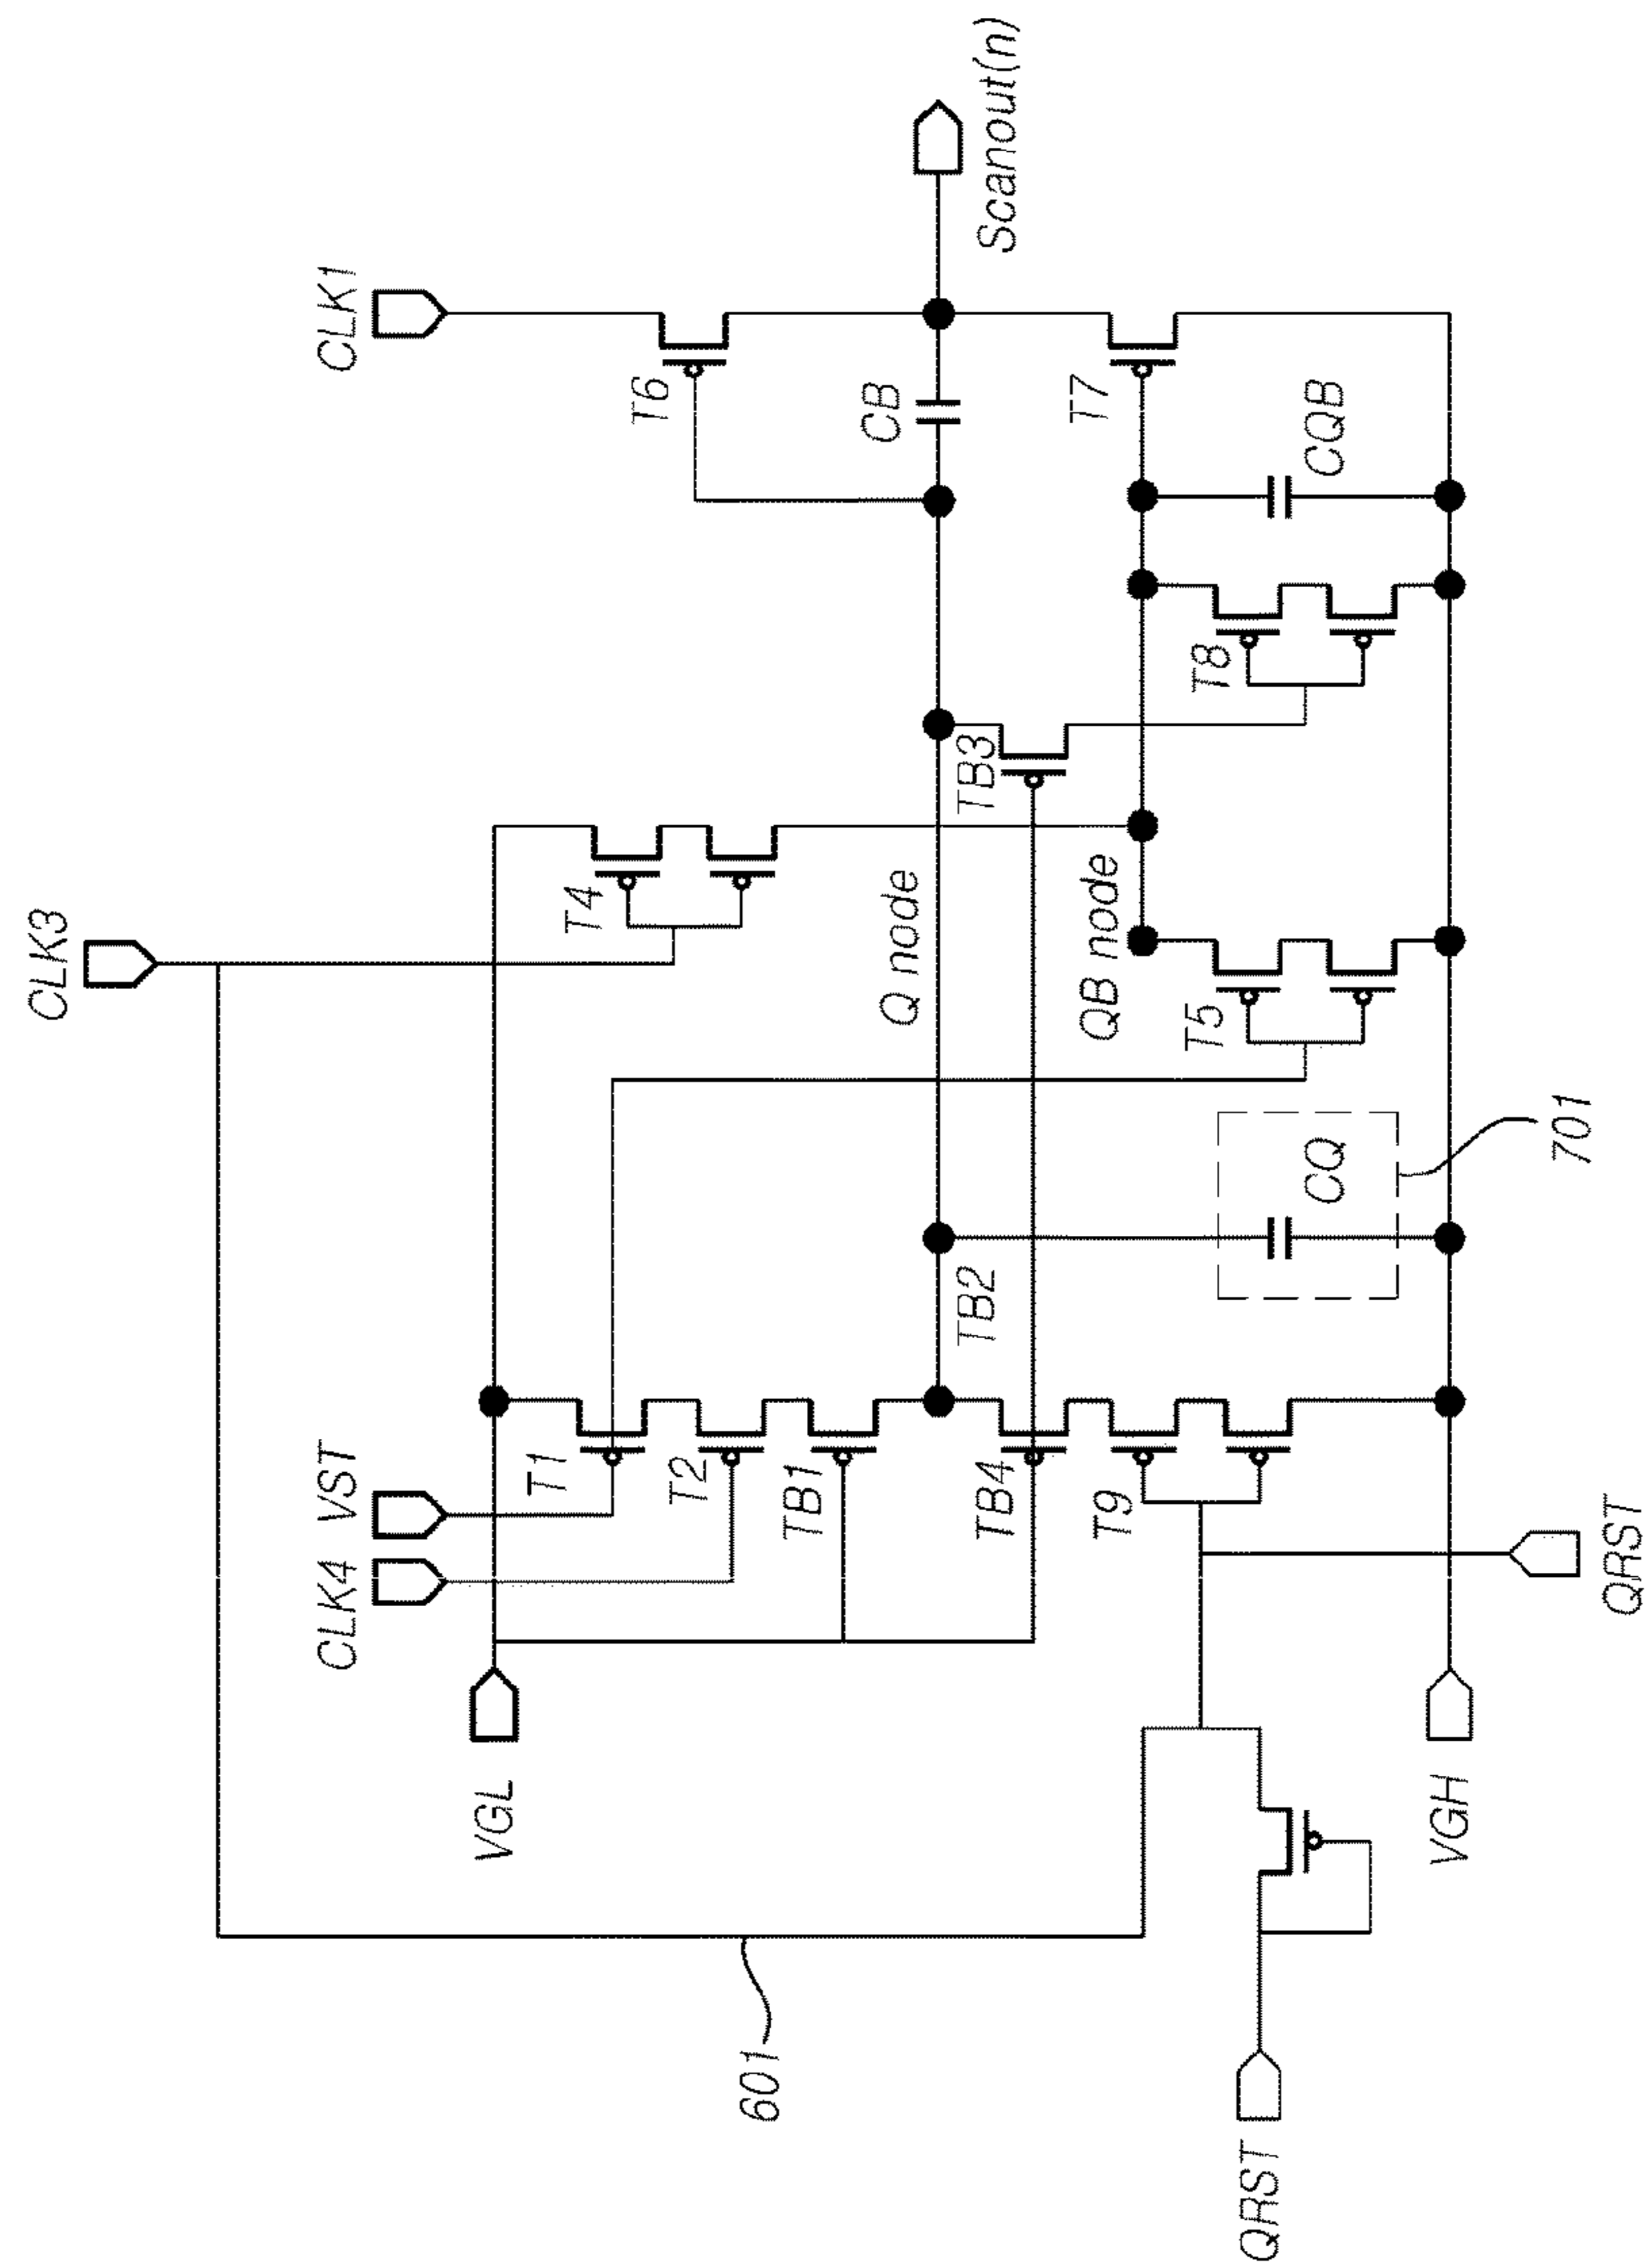 CLK3
CLK1
CLK4
VST
VGL
T1
T2
TB1
TB2
TB4
T9
T4
T6
CB
Scanout(n)
Q node
TB3
QB node
T5
T8
T7
CQB
CQ
701
601
QRST
VGH
QRST